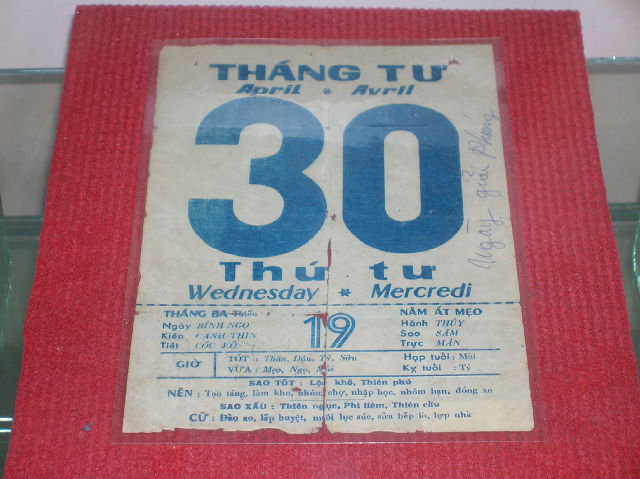 THÁNG TƯ
April * Avril
30
Ngày giải Phóng
Thứ tư
Wednesday * Mercredi
THÁNG BA Thiếu
Ngày BÍNH NGỌ
Kiến CANH THÌN
Tiết CỐC VŨ
19
NĂM ẤT MẸO
Hành THỦY
Sao SÂM
Trực MÃN
GIỜ
TỐT : Thân, Dậu, Tý, Sửu
VỪA : Mẹo, Ngọ, Mùi
Hạp tuổi : Mùi
Kỵ tuổi : Tý
SAO TỐT : Lộc khố, Thiên phú
NÊN : Tạo táng, làm kho, nhóm chợ, nhập học, nhóm bạn, đóng xe
SAO XẤU : Thiên ngục, Phi liêm, Thiên cẩu
CỮ : Đào ao, lấp huyệt, nuôi lục súc, sửa bếp lò, lợp nhà